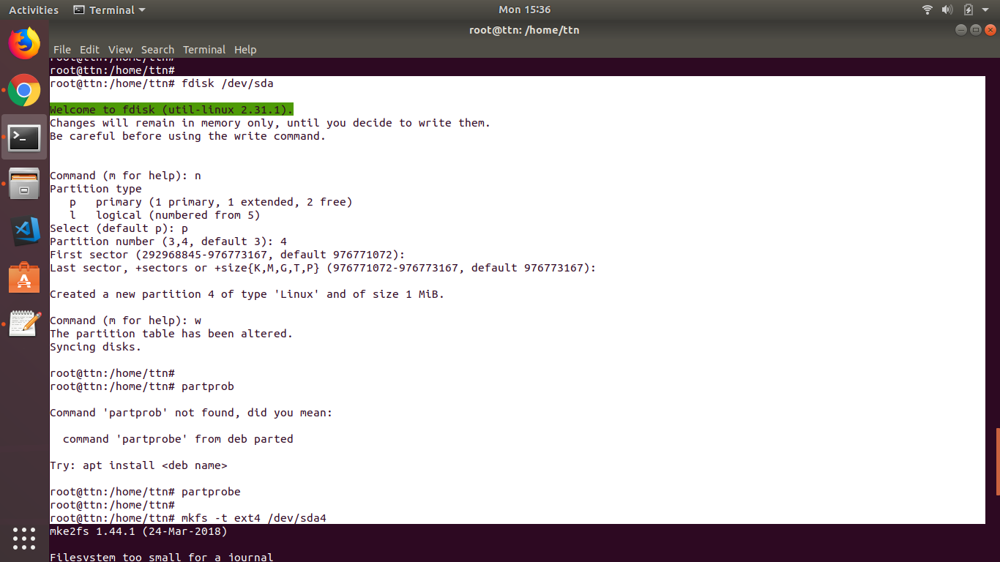 Activities Terminal Mon 15:36
root@ttn: /home/ttn
File Edit View Search Terminal Help
root@ttn:/home/ttn#
root@ttn:/home/ttn#
root@ttn:/home/ttn# fdisk /dev/sda
Welcome to fdisk (util-linux 2.31.1).
Changes will remain in memory only, until you decide to write them.
Be careful before using the write command.
Command (m for help): n
Partition type
   p   primary (1 primary, 1 extended, 2 free)
   l   logical (numbered from 5)
Select (default p): p
Partition number (3,4, default 3): 4
First sector (292968845-976773167, default 976771072):
Last sector, +sectors or +size{K,M,G,T,P} (976771072-976773167, default 976773167):
Created a new partition 4 of type 'Linux' and of size 1 MiB.
Command (m for help): w
The partition table has been altered.
Syncing disks.
root@ttn:/home/ttn#
root@ttn:/home/ttn# partprob
Command 'partprob' not found, did you mean:
  command 'partprobe' from deb parted
Try: apt install <deb name>
root@ttn:/home/ttn# partprobe
root@ttn:/home/ttn#
root@ttn:/home/ttn# mkfs -t ext4 /dev/sda4
mke2fs 1.44.1 (24-Mar-2018)
Filesystem too small for a journal